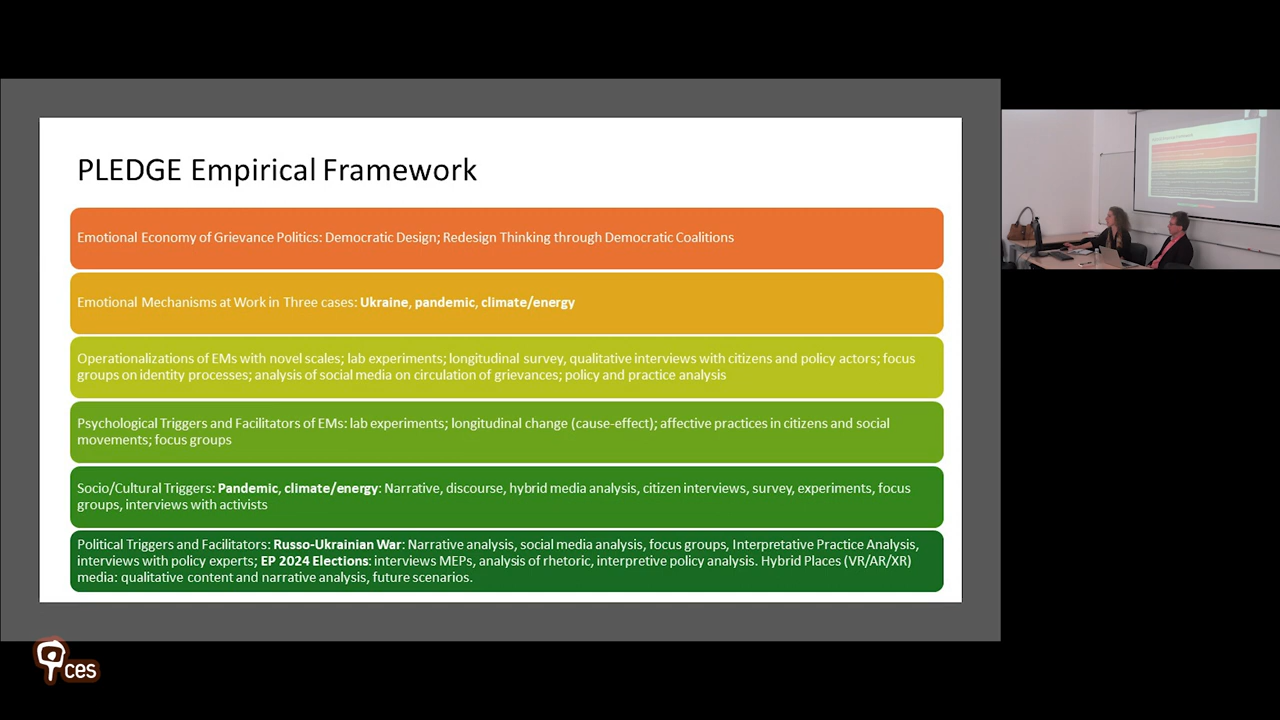 PLEDGE Empirical Framework
Emotional Economy of Grievance Politics: Democratic Design; Redesign Thinking through Democratic Coalitions
Emotional Mechanisms at Work in Three cases: Ukraine, pandemic, climate/energy
Operationalizations of EMs with novel scales; lab experiments; longitudinal survey, qualitative interviews with citizens and policy actors; focus
groups on identity processes; analysis of social media on circulation of grievances; policy and practice analysis
Psychological Triggers and Facilitators of EMs: lab experiments; longitudinal change (cause-effect); affective practices in citizens and social
movements; focus groups
Socio/Cultural Triggers: Pandemic, climate/energy: Narrative, discourse, hybrid media analysis, citizen interviews, survey, experiments, focus
groups, interviews with activists
Political Triggers and Facilitators: Russo-Ukrainian War: Narrative analysis, social media analysis, focus groups, Interpretative Practice Analysis,
interviews with policy experts; EP 2024 Elections: interviews MEPs, analysis of rhetoric, interpretive policy analysis. Hybrid Places (VR/AR/XR)
media: qualitative content and narrative analysis, future scenarios.
ces